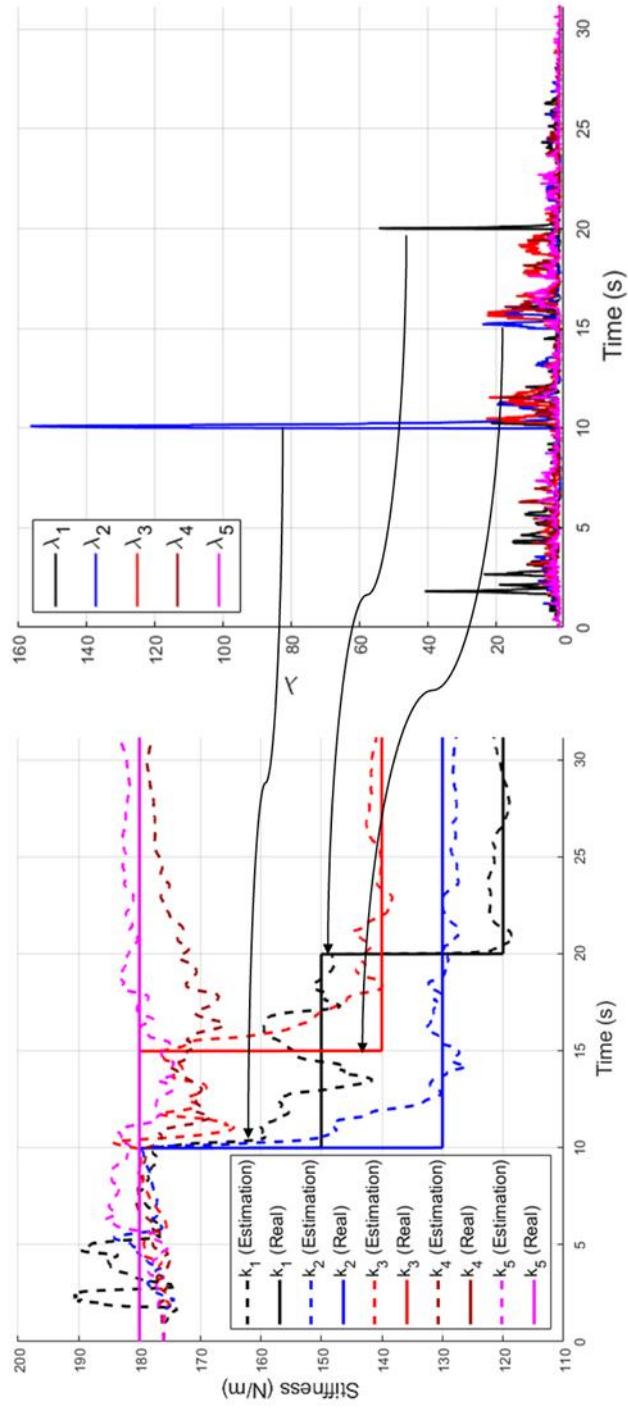 200
190
180
170
160
150
140
130
120
110
Stiffness (N/m)
0
5
10
15
20
25
30
Time (s)
k1 (Estimation)
k1 (Real)
k2 (Estimation)
k2 (Real)
k3 (Estimation)
k3 (Real)
k4 (Estimation)
k4 (Real)
k5 (Estimation)
k5 (Real)
160
140
120
100
80
60
40
20
0
λ
0
5
10
15
20
25
30
Time (s)
λ1
λ2
λ3
λ4
λ5